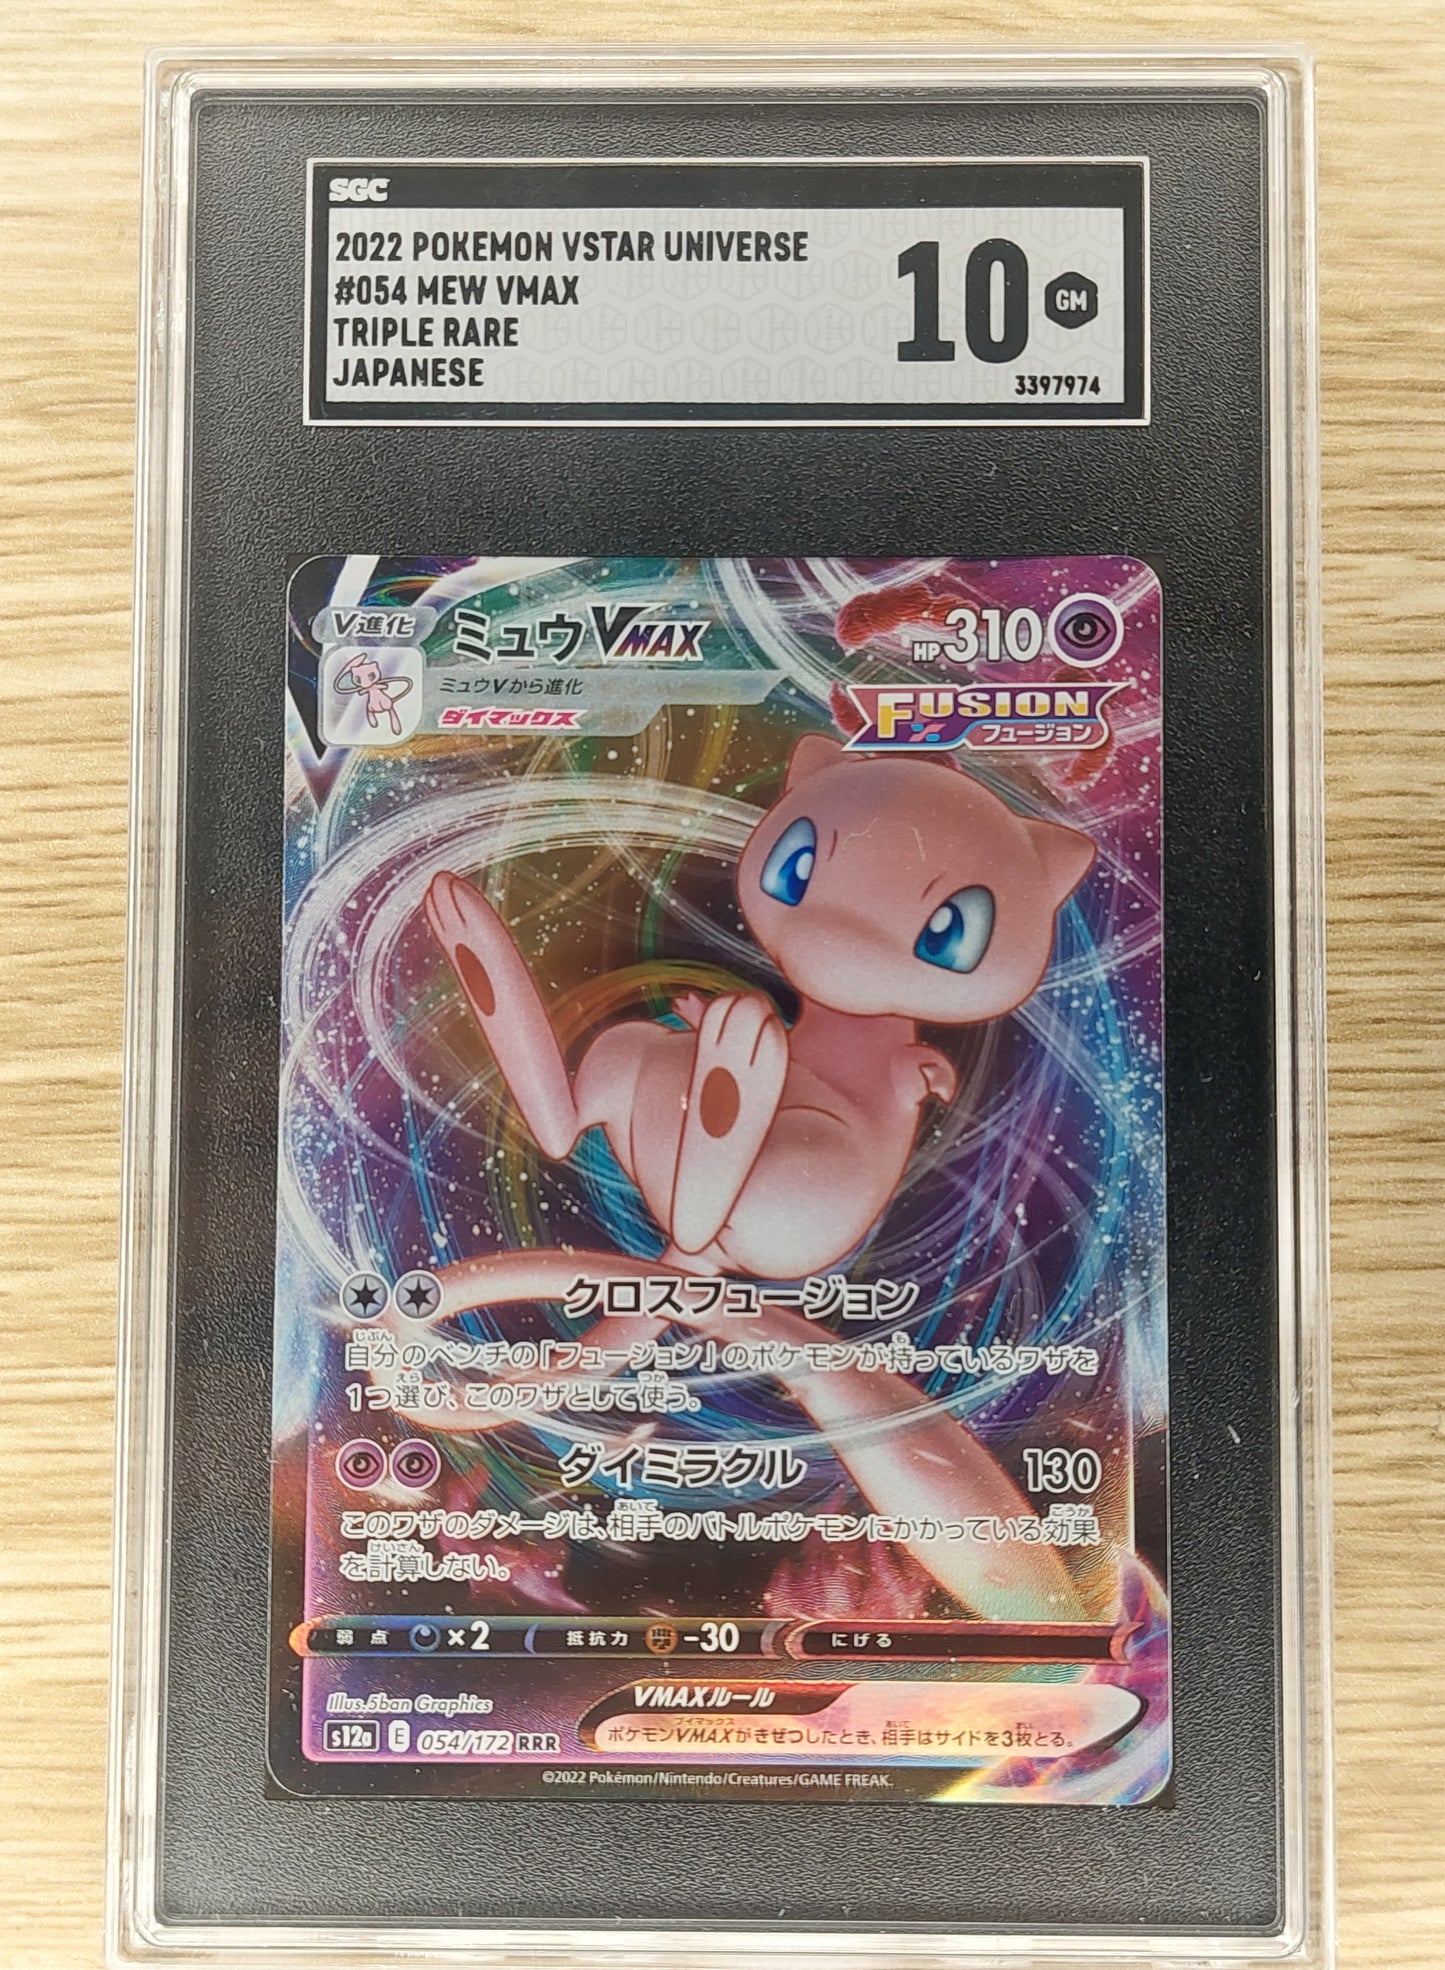 SGC
2022 POKEMON VSTAR UNIVERSE
#054 MEW VMAX
TRIPLE RARE
JAPANESE
10 GM
3397974
V進化 ミュウVMAX HP310
ミュウVから進化
ダイマックス
FUSION
フュージョン
クロスフュージョン
自分のベンチの「フュージョン」のポケモンが持っているワザを
1つ選び、このワザとして使う。
ダイミラクル 130
このワザのダメージは、相手のバトルポケモンにかかっている効果
を計算しない。
弱点 ×2 抵抗力 -30 にげる
Illus.5ban Graphics
VMAXルール
ポケモンVMAXがきぜつしたとき、相手はサイドを3枚とる。
s12a E 054/172 RRR
©2022 Pokémon/Nintendo/Creatures/GAME FREAK.